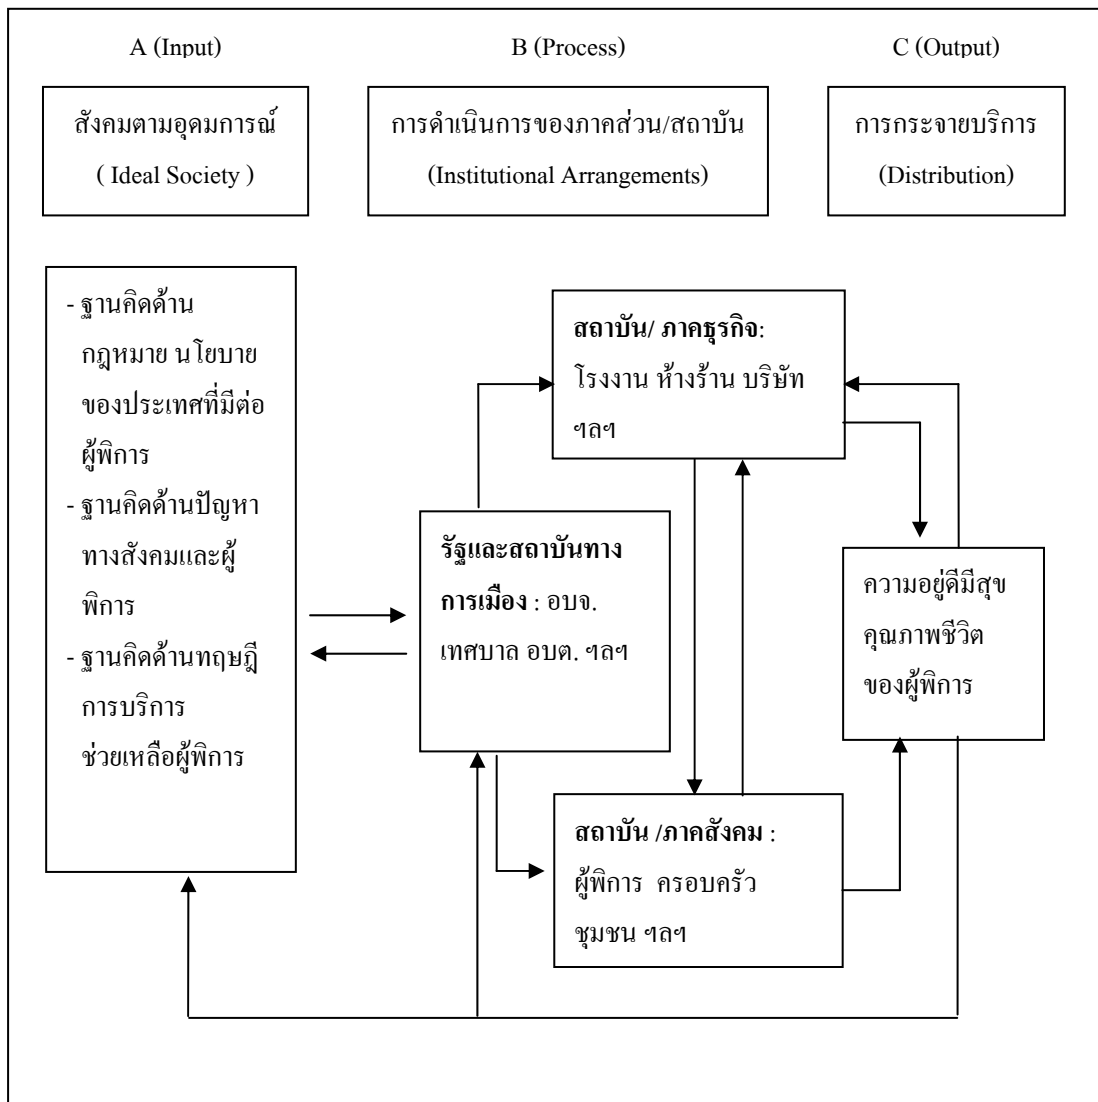 A (Input)
B (Process)
C (Output)
สังคมตามอุดมการณ์
( Ideal Society )
การดำเนินการของภาคส่วน/สถาบัน
(Institutional Arrangements)
การกระจายบริการ
(Distribution)
- ฐานคิดด้าน
กฎหมาย นโยบาย
ของประเทศที่มีต่อ
ผู้พิการ
- ฐานคิดด้านปัญหา
ทางสังคมและผู้
พิการ
- ฐานคิดด้านทฤษฎี
การบริการ
ช่วยเหลือผู้พิการ
รัฐและสถาบันทาง
การเมือง : อบจ.
เทศบาล อบต. ฯลฯ
สถาบัน/ ภาคธุรกิจ:
โรงงาน ห้างร้าน บริษัท
ฯลฯ
สถาบัน /ภาคสังคม :
ผู้พิการ ครอบครัว
ชุมชน ฯลฯ
ความอยู่ดีมีสุข
คุณภาพชีวิต
ของผู้พิการ